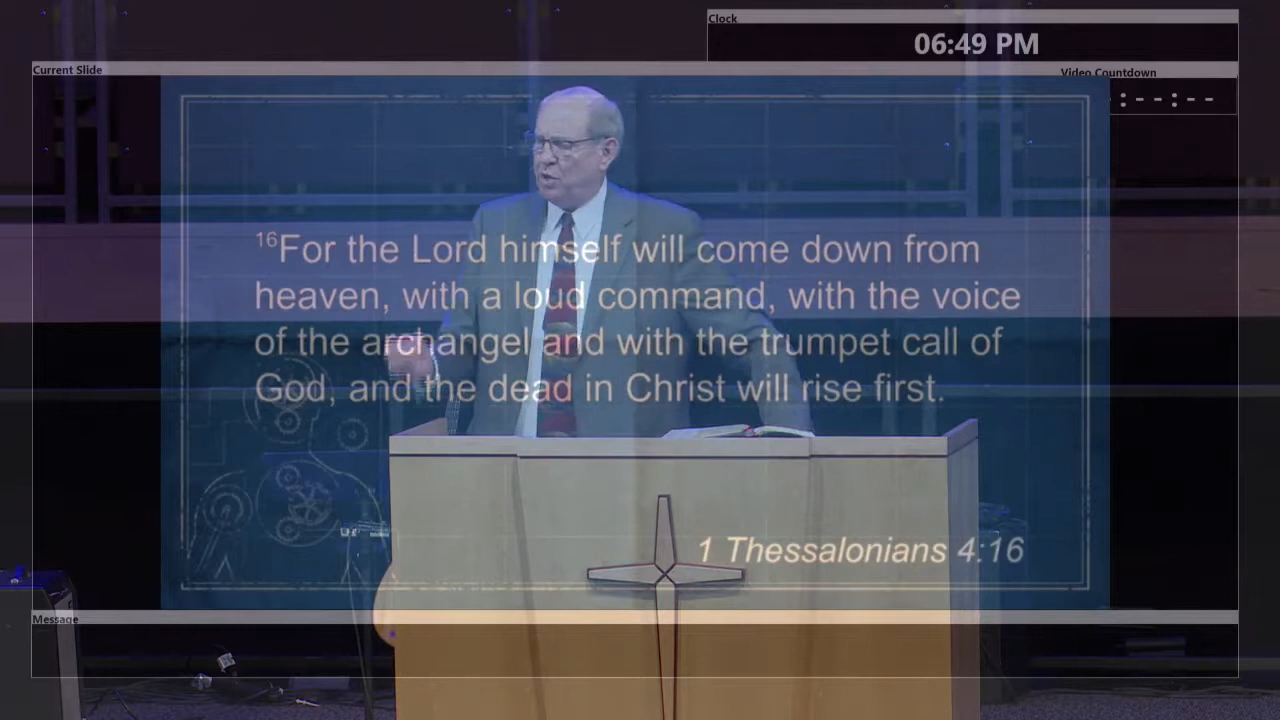 Clock
06:49 PM
Current Slide
Video Countdown
:--:--
16For the Lord himself will come down from
heaven, with a loud command, with the voice
of the archangel and with the trumpet call of
God, and the dead in Christ will rise first.
1 Thessalonians 4:16
Message